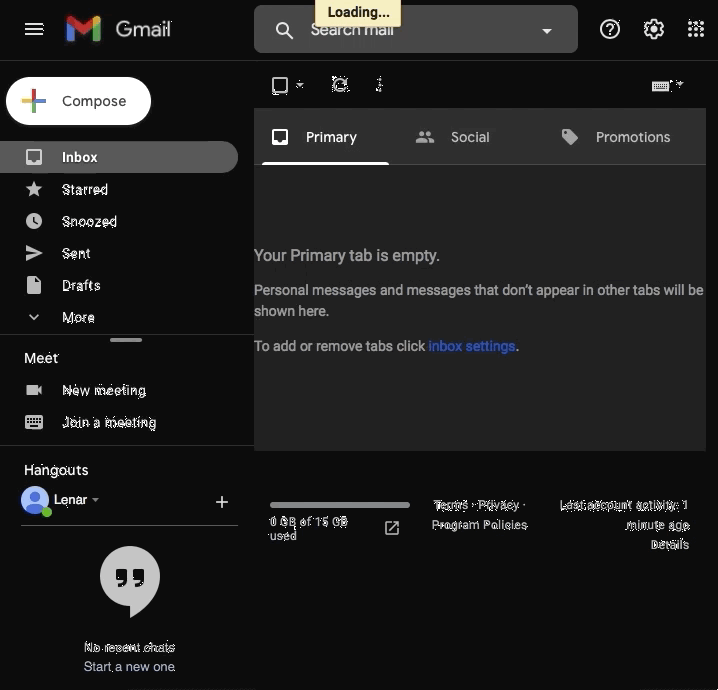 Loading...
Gmail
Search mail
Compose
Inbox
Starred
Snoozed
Sent
Drafts
More
Meet
New meeting
Join a meeting
Hangouts
Lenar
No recent chats
Start a new one
Primary
Social
Promotions
Your Primary tab is empty.
Personal messages and messages that don't appear in other tabs will be
shown here.
To add or remove tabs click inbox settings.
0 GB of 15 GB
used
Terms · Privacy ·
Program Policies
Last account activity: 1
minute ago
Details